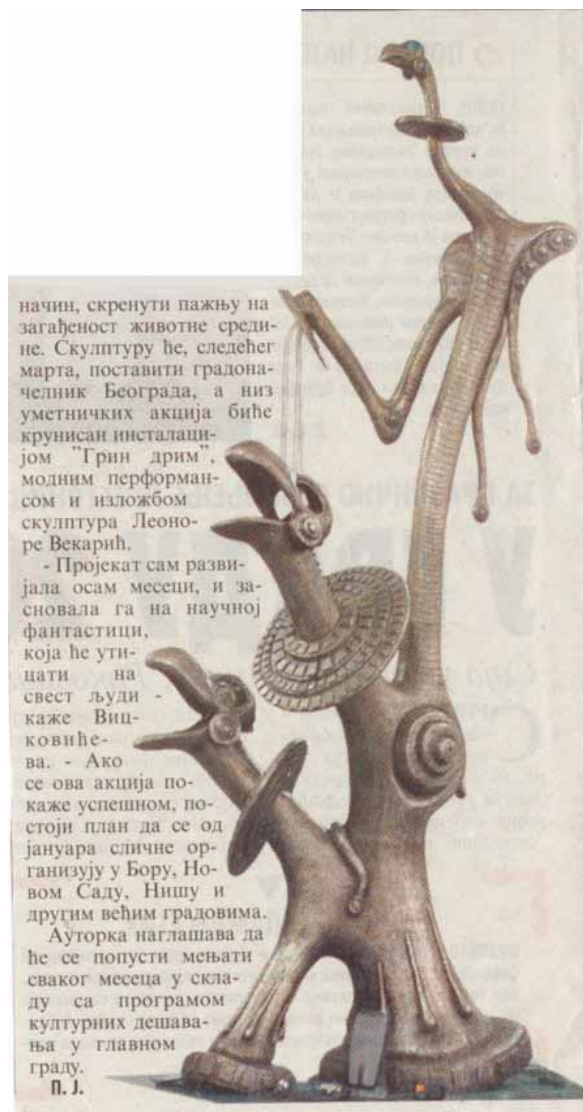 начин, скренути пажњу на
загађеност животне среди-
не. Скулптуру ће, следећег
марта, поставити градона-
челник Београда, а низ
уметничких акција биће
крунисан инсталаци-
јом "Грин дрим",
модним перформан-
сом и изложбом
скулптура Леоно-
ре Векарић.
- Пројекат сам разви-
јала осам месеци, и за-
сновала га на научној
фантастици,
која ће ути-
цати на
свест људи -
каже Виц-
ковиће-
ва. - Ако
се ова акција по-
каже успешном, по-
стоји план да се од
јануара сличне ор-
ганизују у Бору, Но-
вом Саду, Нишу и
другим већим градовима.
Ауторка наглашава да
ће се попусти мењати
сваког месеца у скла-
ду са програмом
културних дешава-
ња у главном
граду.
П. Ј.